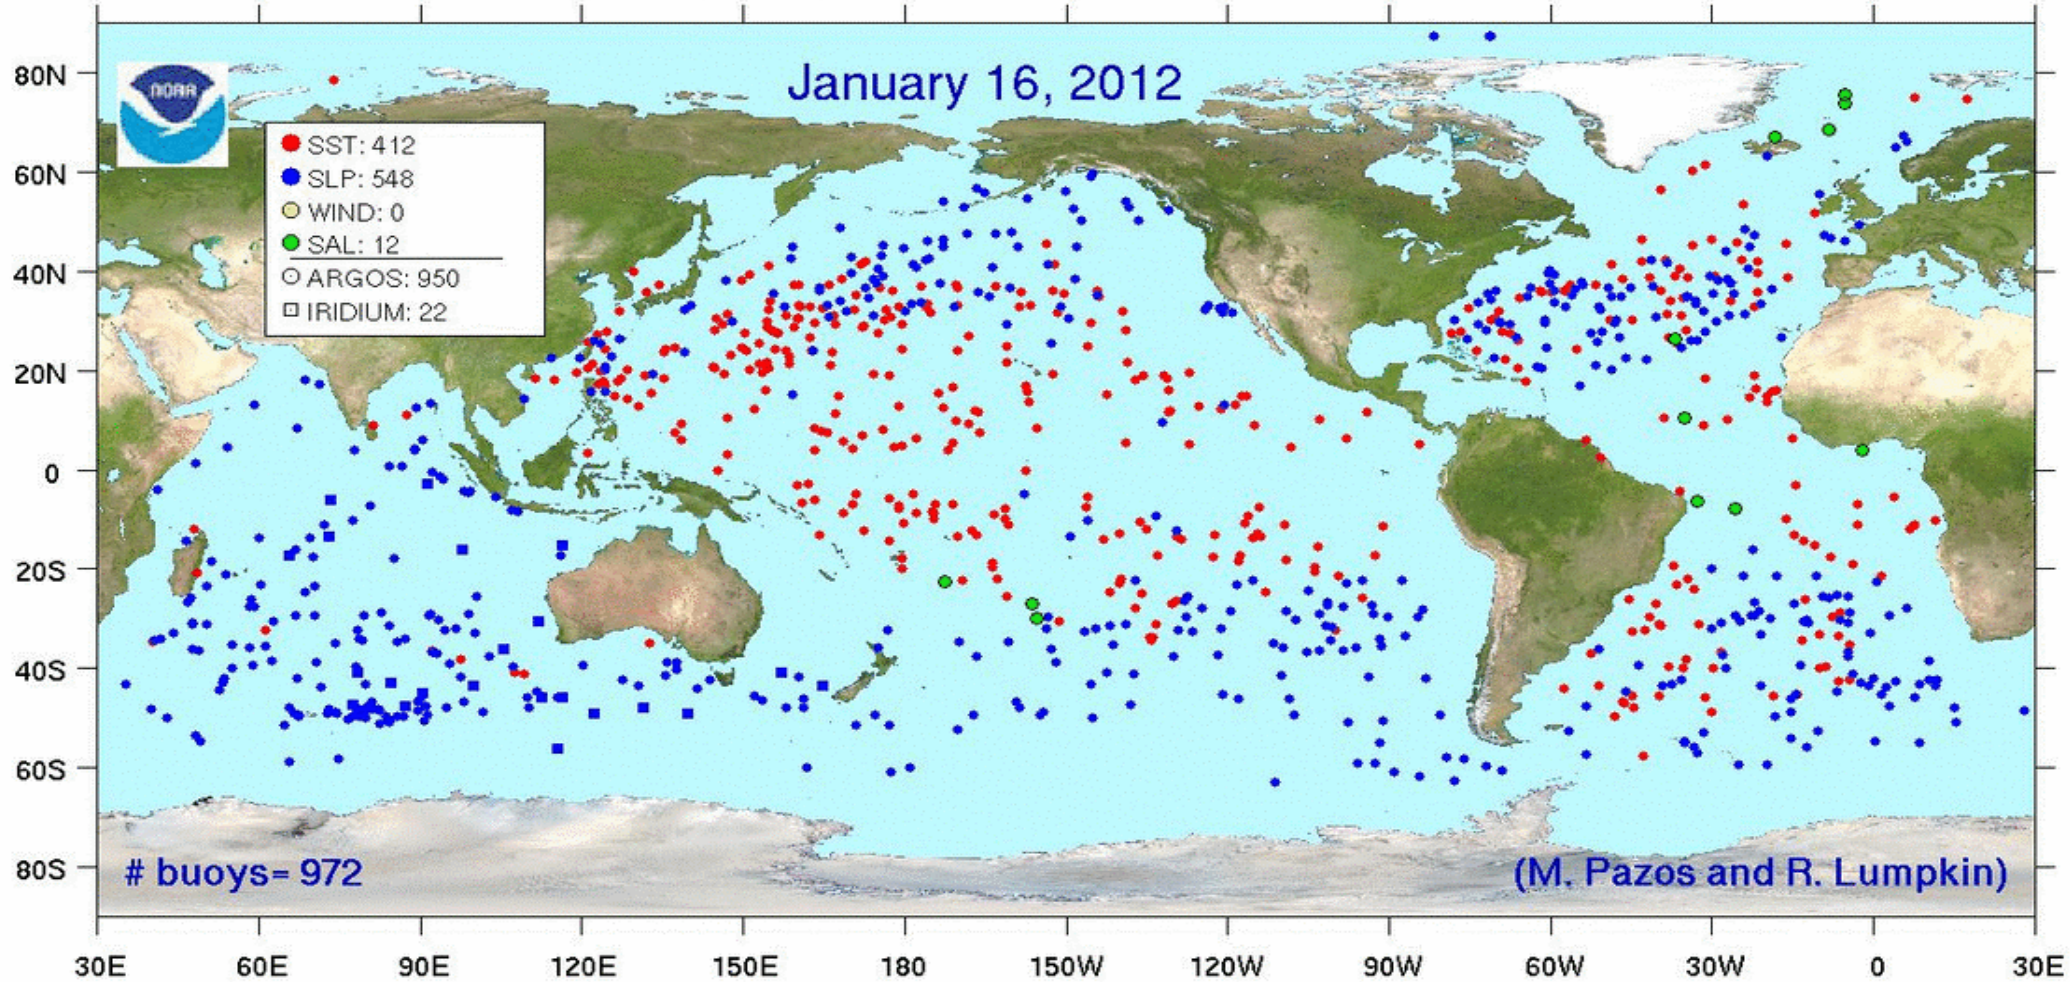 January 16, 2012
NOAA
SST: 412
SLP: 548
WIND: 0
SAL: 12
ARGOS: 950
IRIDIUM: 22
80N
60N
40N
20N
0
20S
40S
60S
80S
# buoys= 972
(M. Pazos and R. Lumpkin)
30E 60E 90E 120E 150E 180 150W 120W 90W 60W 30W 0 30E